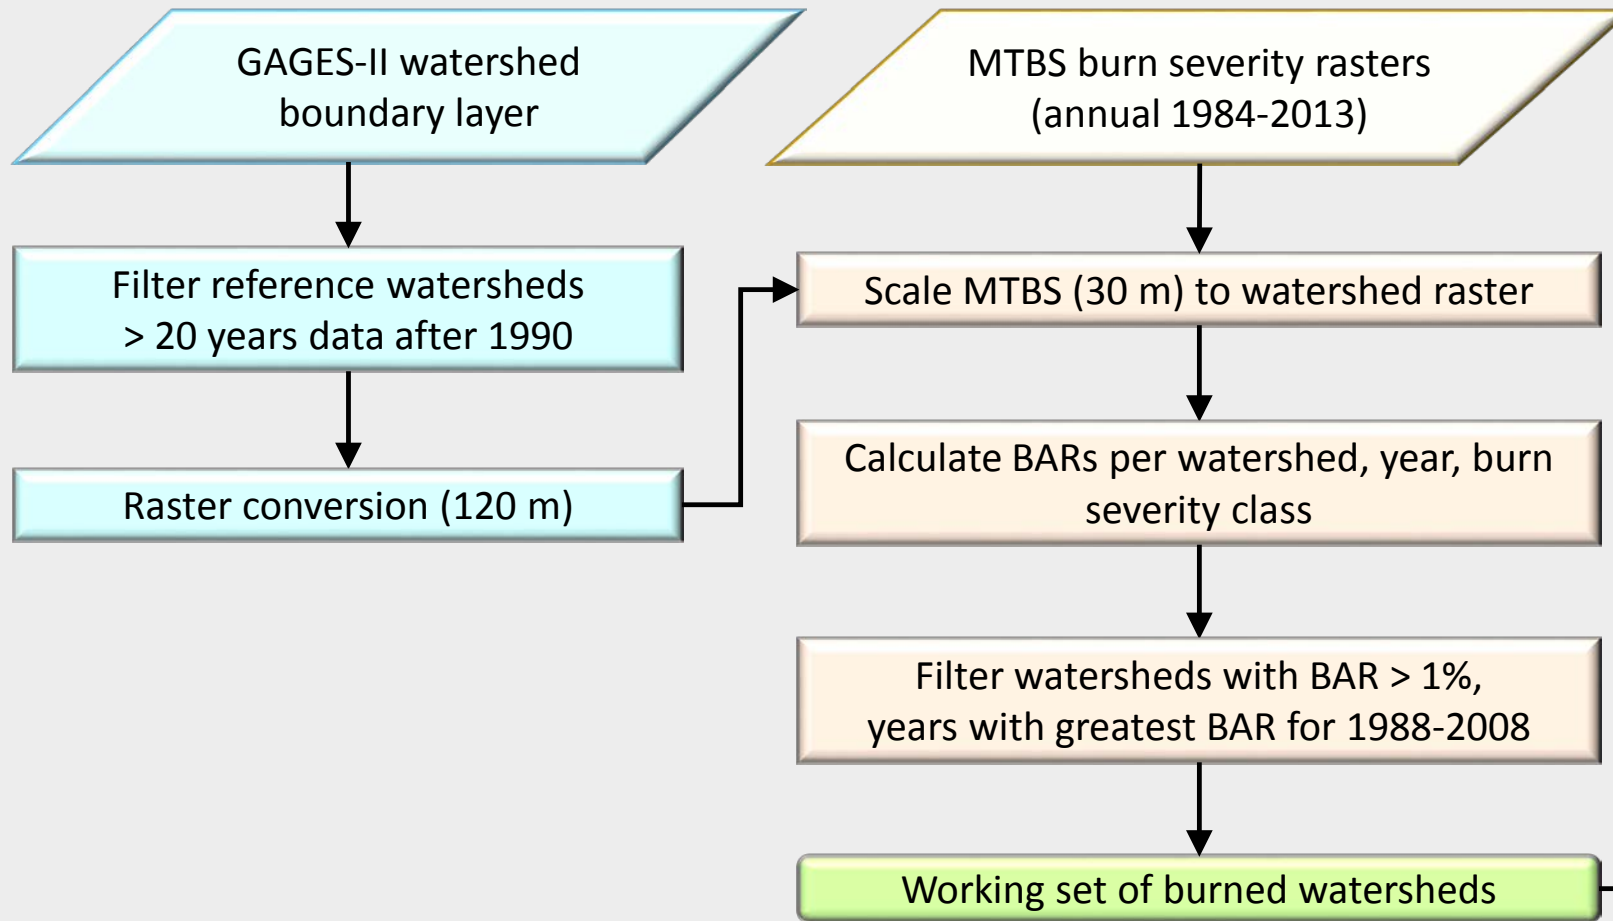 GAGES-II watershed
boundary layer
Filter reference watersheds
> 20 years data after 1990
Raster conversion (120 m)
MTBS burn severity rasters
(annual 1984-2013)
Scale MTBS (30 m) to watershed raster
Calculate BARs per watershed, year, burn
severity class
Filter watersheds with BAR > 1%,
years with greatest BAR for 1988-2008
Working set of burned watersheds